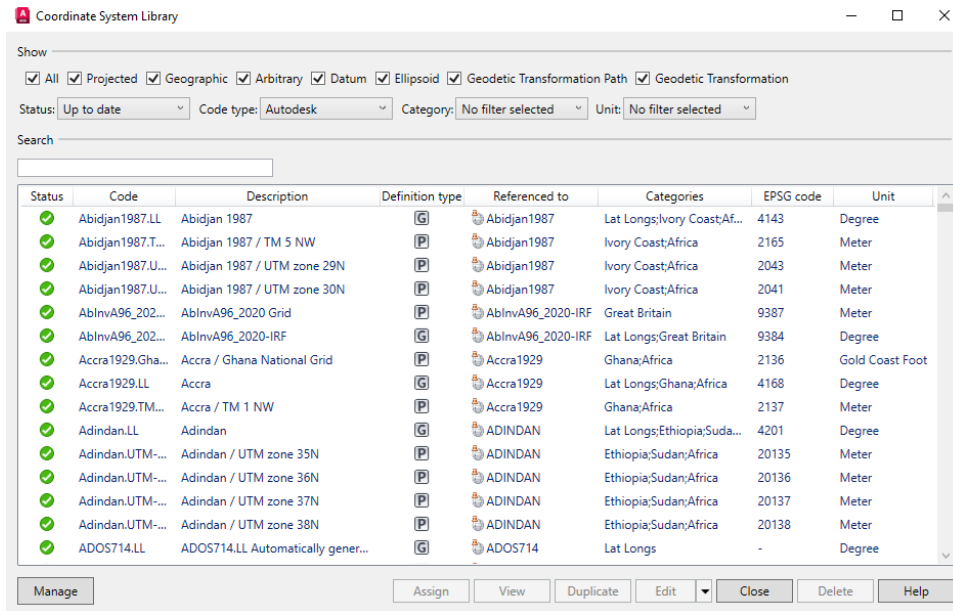 Coordinate System Library
Show
All Projected Geographic Arbitrary Datum Ellipsoid Geodetic Transformation Path Geodetic Transformation
Status: Up to date Code type: Autodesk Category: No filter selected Unit: No filter selected
Search
Status Code Description Definition type Referenced to Categories EPSG code Unit
Abidjan1987.LL Abidjan 1987 G Abidjan1987 Lat Longs;Ivory Coast;Af... 4143 Degree
Abidjan1987.T... Abidjan 1987 / TM 5 NW P Abidjan1987 Ivory Coast;Africa 2165 Meter
Abidjan1987.U... Abidjan 1987 / UTM zone 29N P Abidjan1987 Ivory Coast;Africa 2043 Meter
Abidjan1987.U... Abidjan 1987 / UTM zone 30N P Abidjan1987 Ivory Coast;Africa 2041 Meter
AbInvA96_202... AbInvA96_2020 Grid P AbInvA96_2020-IRF Great Britain 9387 Meter
AbInvA96_202... AbInvA96_2020-IRF G AbInvA96_2020-IRF Lat Longs;Great Britain 9384 Degree
Accra1929.Gha... Accra / Ghana National Grid P Accra1929 Ghana;Africa 2136 Gold Coast Foot
Accra1929.LL Accra G Accra1929 Lat Longs;Ghana;Africa 4168 Degree
Accra1929.TM... Accra / TM 1 NW P Accra1929 Ghana;Africa 2137 Meter
Adindan.LL Adindan G ADINDAN Lat Longs;Ethiopia;Suda... 4201 Degree
Adindan.UTM-... Adindan / UTM zone 35N P ADINDAN Ethiopia;Sudan;Africa 20135 Meter
Adindan.UTM-... Adindan / UTM zone 36N P ADINDAN Ethiopia;Sudan;Africa 20136 Meter
Adindan.UTM-... Adindan / UTM zone 37N P ADINDAN Ethiopia;Sudan;Africa 20137 Meter
Adindan.UTM-... Adindan / UTM zone 38N P ADINDAN Ethiopia;Sudan;Africa 20138 Meter
ADOS714.LL ADOS714.LL Automatically gener... G ADOS714 Lat Longs - Degree
Manage Assign View Duplicate Edit Close Delete Help